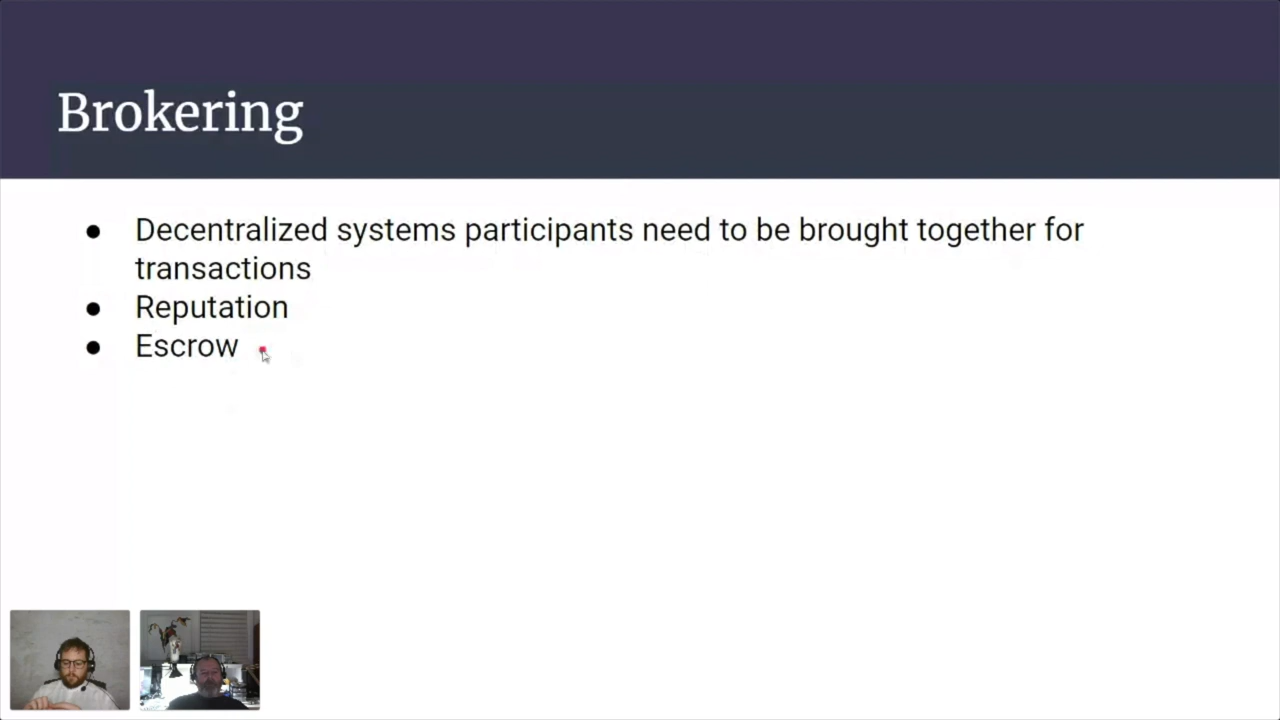 Brokering
● Decentralized systems participants need to be brought together for
transactions
● Reputation
● Escrow